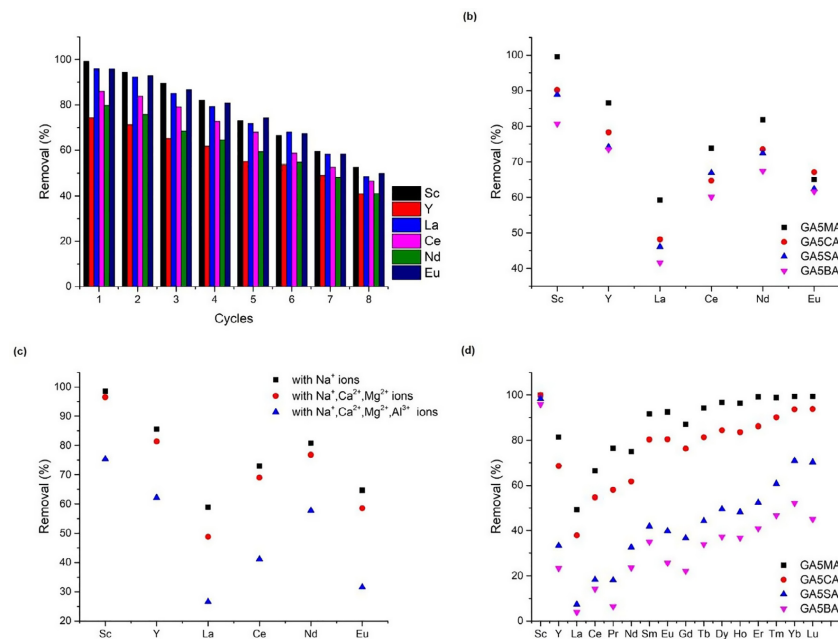 Removal (%)
100
80
60
40
20
0
1 2 3 4 5 6 7 8
Cycles
Sc
Y
La
Ce
Nd
Eu
(b)
Removal (%)
100
90
80
70
60
50
40
Sc Y La Ce Nd Eu
GA5MA
GA5CA
GA5SA
GA5BA
(c)
Removal (%)
100
90
80
70
60
50
40
30
20
Sc Y La Ce Nd Eu
with Na⁺ ions
with Na⁺,Ca²⁺,Mg²⁺ ions
with Na⁺,Ca²⁺,Mg²⁺,Al³⁺ ions
(d)
Removal (%)
100
80
60
40
20
0
Sc Y La Ce Pr Nd Sm Eu Gd Tb Dy Ho Er Tm Yb Lu
GA5MA
GA5CA
GA5SA
GA5BA